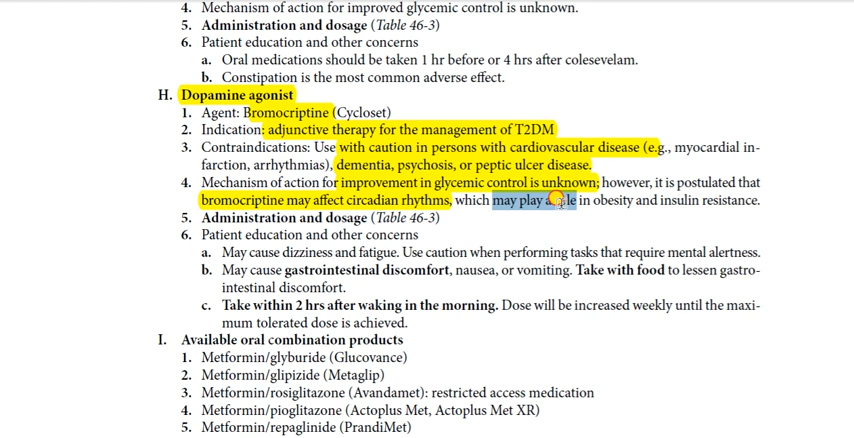 4. Mechanism of action for improved glycemic control is unknown.
5. Administration and dosage (Table 46-3)
6. Patient education and other concerns
a. Oral medications should be taken 1 hr before or 4 hrs after colesevelam.
b. Constipation is the most common adverse effect.
H. Dopamine agonist
1. Agent: Bromocriptine (Cycloset)
2. Indication: adjunctive therapy for the management of T2DM
3. Contraindications: Use with caution in persons with cardiovascular disease (e.g., myocardial in-
farction, arrhythmias), dementia, psychosis, or peptic ulcer disease.
4. Mechanism of action for improvement in glycemic control is unknown; however, it is postulated that
bromocriptine may affect circadian rhythms, which may play a role in obesity and insulin resistance.
5. Administration and dosage (Table 46-3)
6. Patient education and other concerns
a. May cause dizziness and fatigue. Use caution when performing tasks that require mental alertness.
b. May cause gastrointestinal discomfort, nausea, or vomiting. Take with food to lessen gastro-
intestinal discomfort.
c. Take within 2 hrs after waking in the morning. Dose will be increased weekly until the maxi-
mum tolerated dose is achieved.
I. Available oral combination products
1. Metformin/glyburide (Glucovance)
2. Metformin/glipizide (Metaglip)
3. Metformin/rosiglitazone (Avandamet): restricted access medication
4. Metformin/pioglitazone (Actoplus Met, Actoplus Met XR)
5. Metformin/repaglinide (PrandiMet)